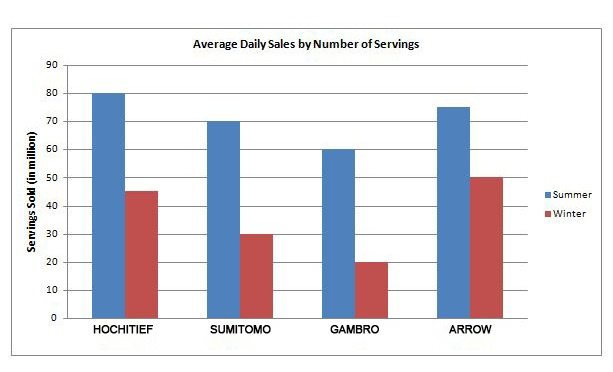 Average Daily Sales by Number of Servings
Servings Sold (in million)
90
80
70
60
50
40
30
20
10
0
HOCHITIEF SUMITOMO GAMBRO ARROW
Summer
Winter